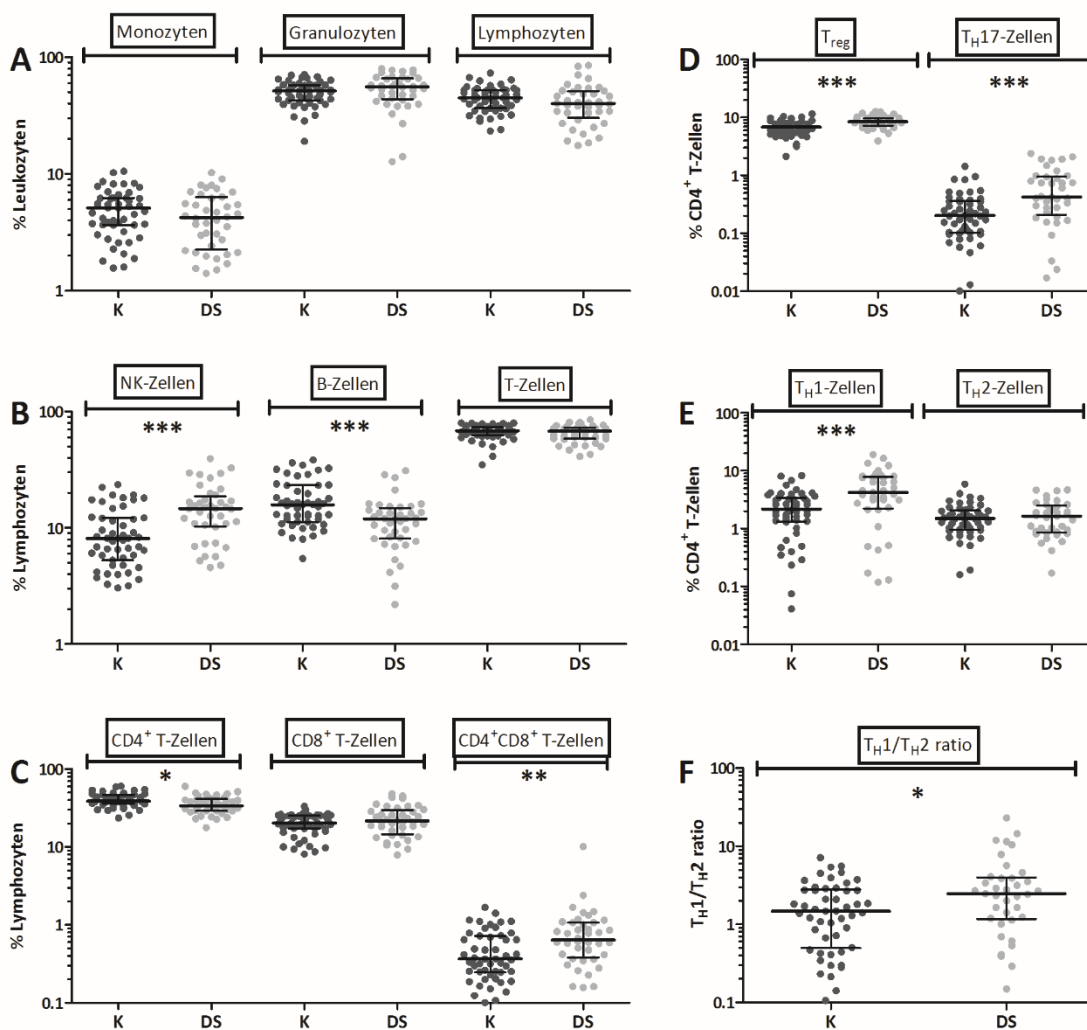 A
Monozyten Granulozyten Lymphozyten
% Leukozyten
100
10
1
K DS K DS K DS
B
NK-Zellen B-Zellen T-Zellen
*** ***
% Lymphozyten
100
10
1
K DS K DS K DS
C
CD4+ T-Zellen CD8+ T-Zellen CD4+CD8+ T-Zellen
* **
% Lymphozyten
100
10
1
0.1
K DS K DS K DS
D
Treg TH17-Zellen
*** ***
% CD4+ T-Zellen
100
10
1
0.1
0.01
K DS K DS
E
TH1-Zellen TH2-Zellen
***
% CD4+ T-Zellen
100
10
1
0.1
0.01
K DS K DS
F
TH1/TH2 ratio
*
TH1/TH2 ratio
100
10
1
0.1
K DS